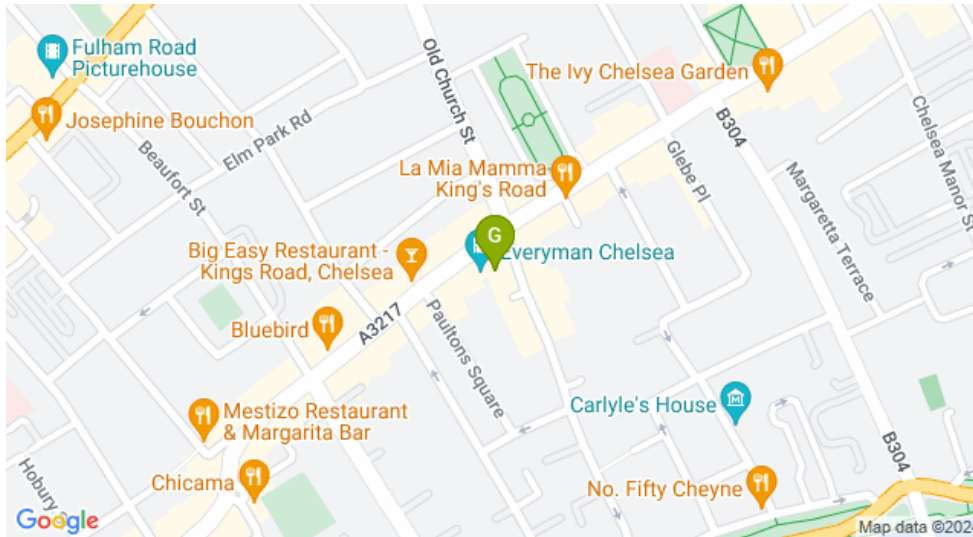 Fulham Road
Picturehouse
Josephine Bouchon
Elm Park Rd
Beaufort St
Old Church St
The Ivy Chelsea Garden
B304
Chelsea Manor St
La Mia Mamma
King's Road
Glebe Pl
Margaretta Terrace
G
Everyman Chelsea
Big Easy Restaurant -
Kings Road, Chelsea
A3217
Bluebird
Paultons Square
Mestizo Restaurant
& Margarita Bar
Carlyle's House
Chicama
Hobury
No. Fifty Cheyne
B304
Google
Map data ©2024